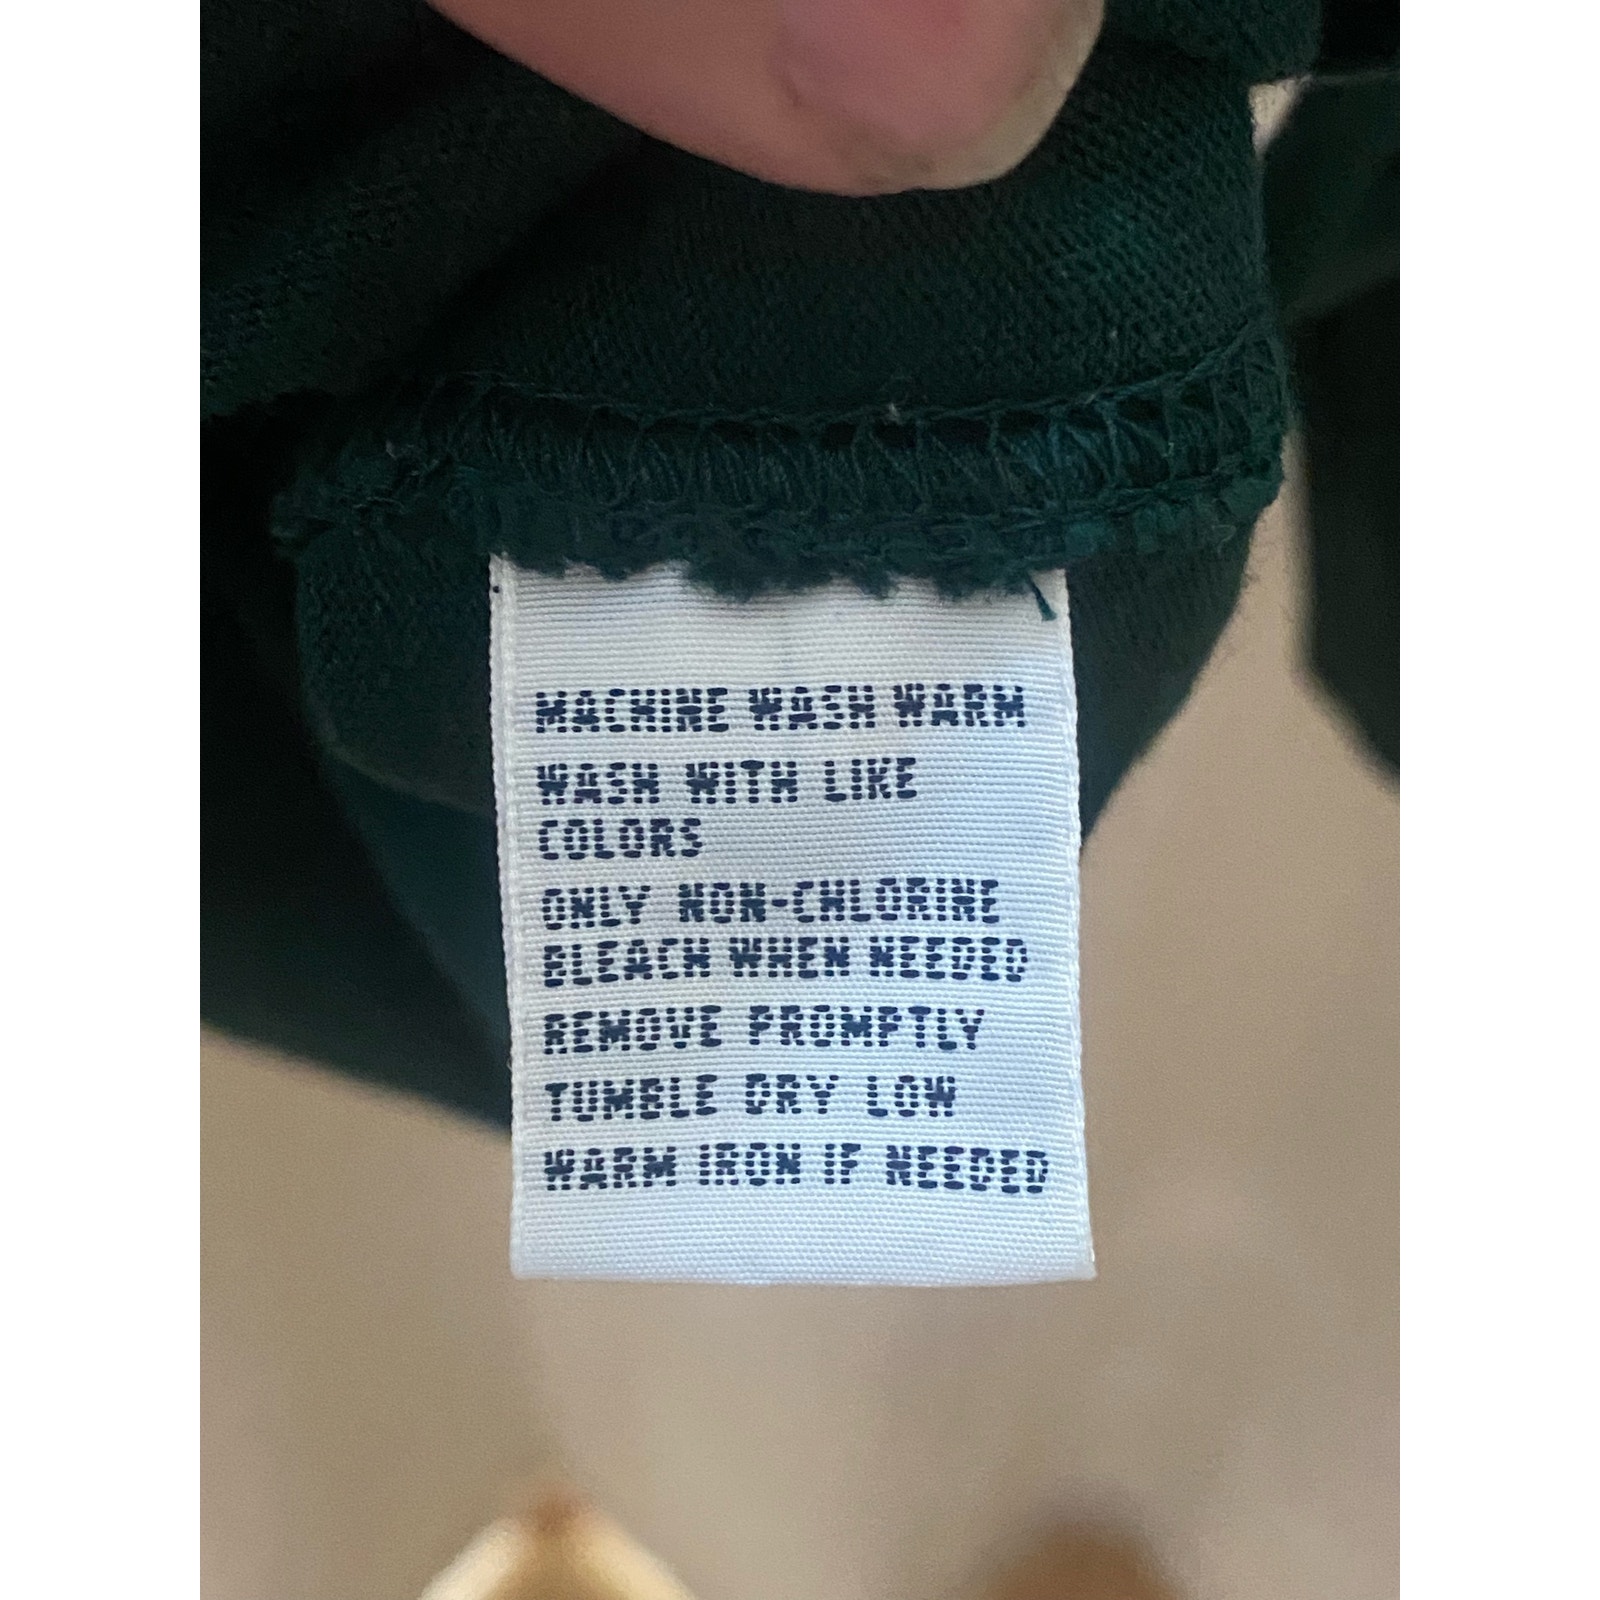 MACHINE WASH WARM
WASH WITH LIKE
COLORS
ONLY NON-CHLORINE
BLEACH WHEN NEEDED
REMOVE PROMPTLY
TUMBLE DRY LOW
WARM IRON IF NEEDED